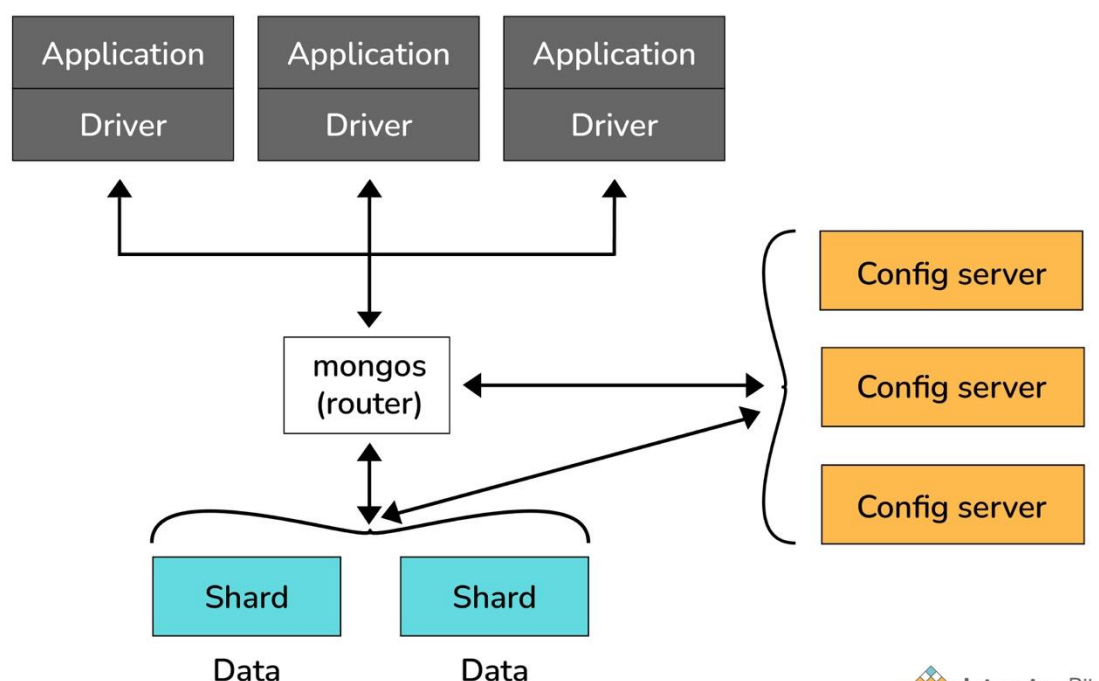 Application
Driver
Application
Driver
Application
Driver
mongos
(router)
Config server
Config server
Config server
Shard
Shard
Data
Data